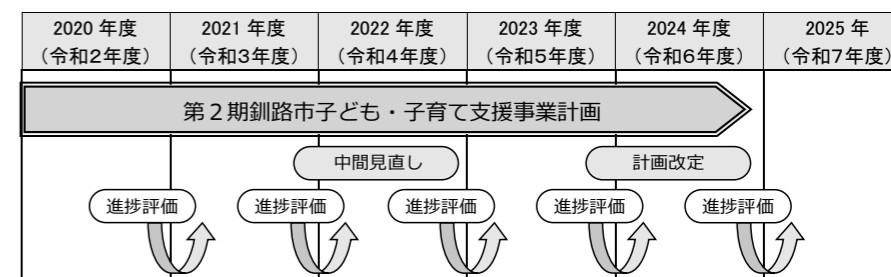 2020 年度
(令和2年度)
2021 年度
(令和3年度)
2022 年度
(令和4年度)
2023 年度
(令和5年度)
2024 年度
(令和6年度)
2025 年
(令和7年度)
第2期釧路市子ども・子育て支援事業計画
中間見直し
計画改定
進捗評価
進捗評価
進捗評価
進捗評価
進捗評価